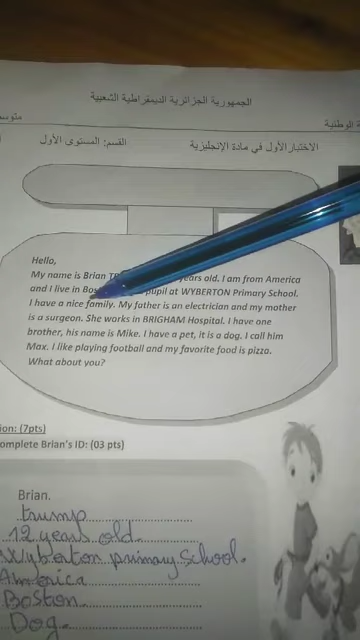 الجمهورية الجزائرية الديمقراطية الشعبية
الوطنية
الاختبار الأول في مادة الإنجليزية
القسم: المستوى الأول
Hello,
My name is Brian years old. I am from America
and I live in pupil at WYBERTON Primary School.
I have a nice family. My father is an electrician and my mother
is a surgeon. She works in BRIGHAM Hospital. I have one
brother, his name is Mike. I have a pet, it is a dog. I call him
Max. I like playing football and my favorite food is pizza.
What about you?
(7pts)
omplete Brian's ID: (03 pts)
Brian.
trump
12 years old.
Wyberton primary School.
America
Boston.
Dog.